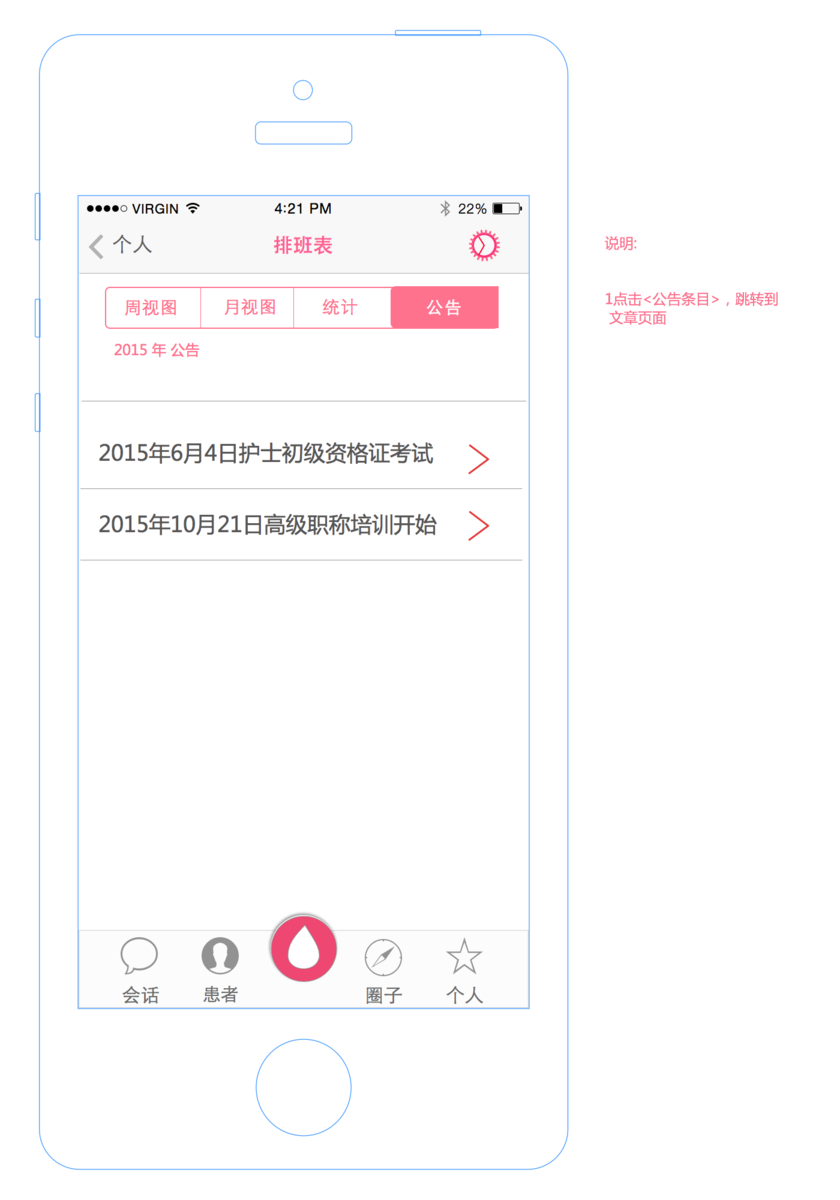 VIRGIN 4:21 PM 22%
个人 排班表
周视图 月视图 统计 公告
2015 年 公告
2015年6月4日护士初级资格证考试
2015年10月21日高级职称培训开始
会话 患者 圈子 个人
说明:
1点击<公告条目>，跳转到
文章页面